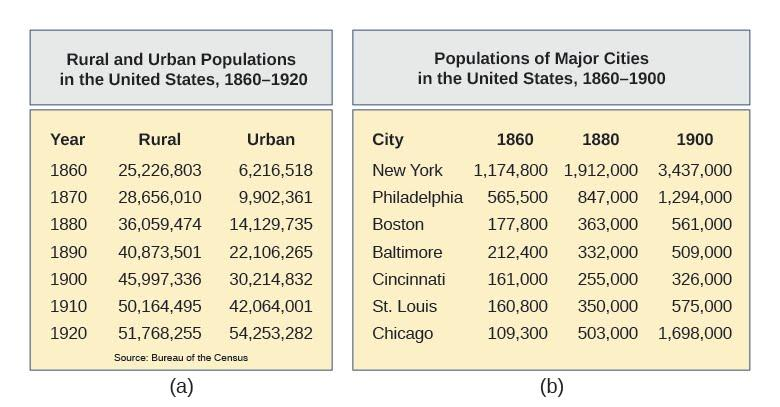 Rural and Urban Populations
in the United States, 1860–1920
Year Rural Urban
1860 25,226,803 6,216,518
1870 28,656,010 9,902,361
1880 36,059,474 14,129,735
1890 40,873,501 22,106,265
1900 45,997,336 30,214,832
1910 50,164,495 42,064,001
1920 51,768,255 54,253,282
Source: Bureau of the Census
(a)
Populations of Major Cities
in the United States, 1860–1900
City 1860 1880 1900
New York 1,174,800 1,912,000 3,437,000
Philadelphia 565,500 847,000 1,294,000
Boston 177,800 363,000 561,000
Baltimore 212,400 332,000 509,000
Cincinnati 161,000 255,000 326,000
St. Louis 160,800 350,000 575,000
Chicago 109,300 503,000 1,698,000
(b)